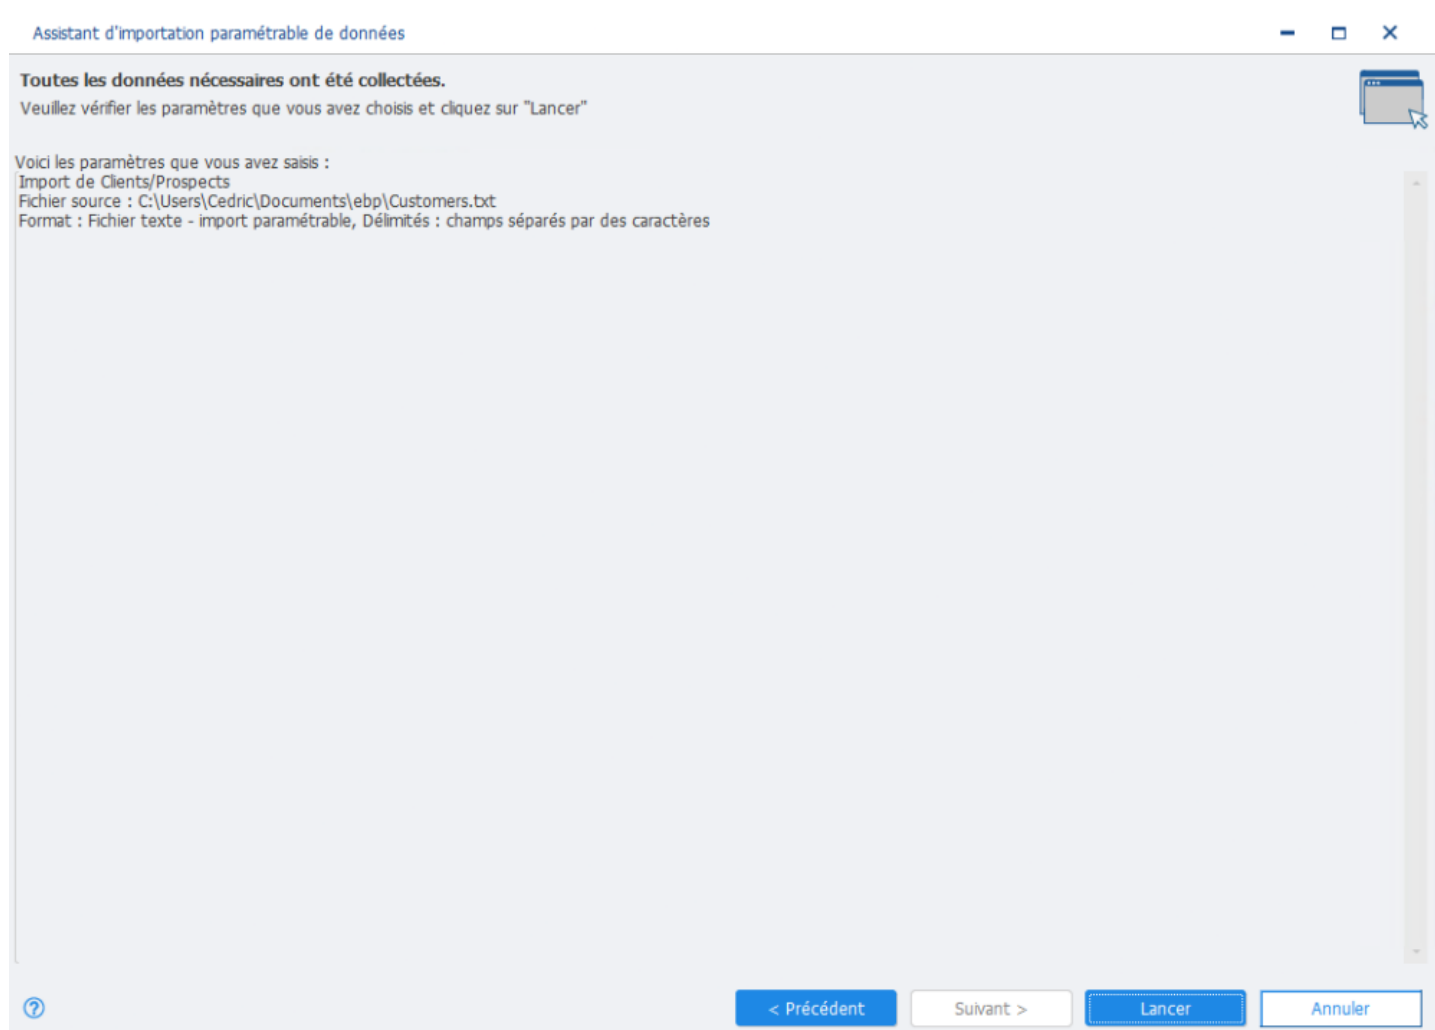 Assistant d'importation paramétrable de données
Toutes les données nécessaires ont été collectées.
Veuillez vérifier les paramètres que vous avez choisis et cliquez sur "Lancer"
Voici les paramètres que vous avez saisis :
Import de Clients/Prospects
Fichier source : C:\Users\Cedric\Documents\ebp\Customers.txt
Format : Fichier texte - import paramétrable, Délimités : champs séparés par des caractères
? < Précédent Suivant > Lancer Annuler